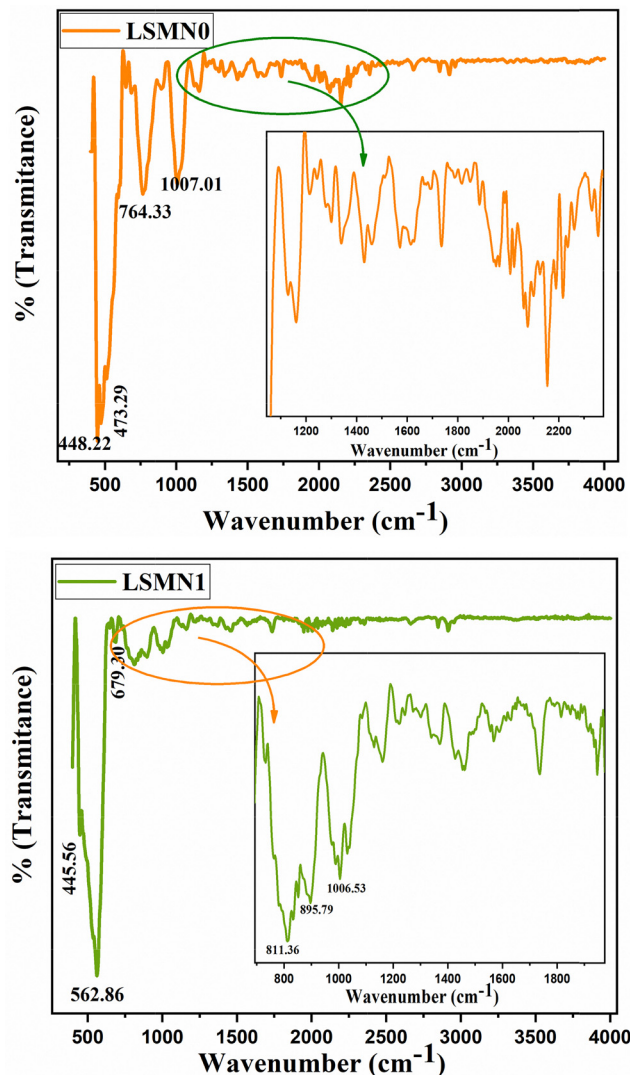 LSMN0
% (Transmitance)
1007.01
764.33
473.29
448.22
1200 1400 1600 1800 2000 2200
Wavenumber (cm-1)
500 1000 1500 2000 2500 3000 3500 4000
Wavenumber (cm-1)
LSMN1
% (Transmitance)
679.30
445.56
562.86
1006.53
895.79
811.36
800 1000 1200 1400 1600 1800
Wavenumber (cm-1)
500 1000 1500 2000 2500 3000 3500 4000
Wavenumber (cm-1)